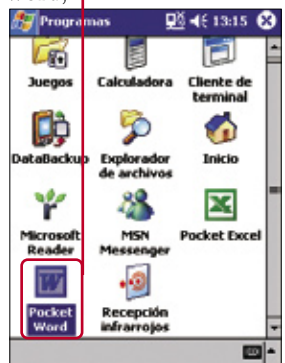 Programas 13:15
Juegos Calculadora Cliente de
terminal
DataBackup Explorador Inicio
de archivos
Microsoft MSN Pocket Excel
Reader Messenger
Pocket Recepción
Word infrarrojos